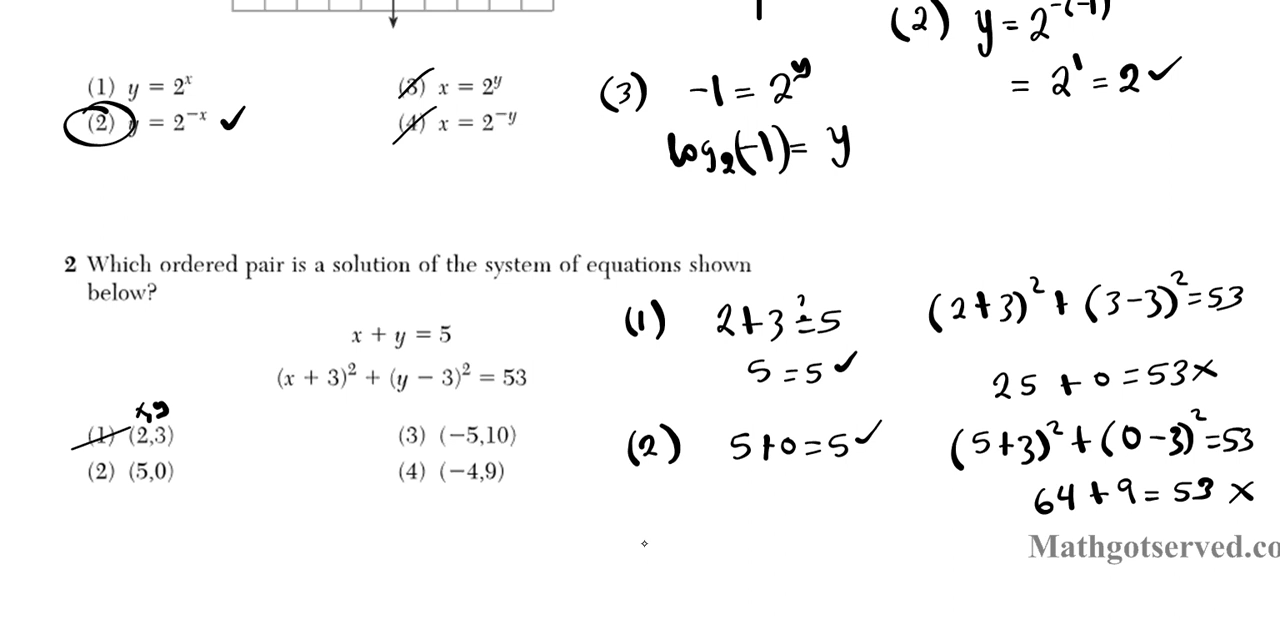 (2) y = 2^-(-1)
= 2^1 = 2 ✓
(1) y = 2^x
(2) y = 2^-x ✓
(3) x = 2^y
(4) x = 2^-y
(3) -1 = 2^y
log₂(-1) = y
2 Which ordered pair is a solution of the system of equations shown
below?
x + y = 5
(x + 3)² + (y − 3)² = 53
x,y
(1) (2,3)
(2) (5,0)
(3) (−5,10)
(4) (−4,9)
(1) 2+3 ≟ 5
5 = 5 ✓
(2+3)² + (3-3)² = 53
25 + 0 = 53 x
(2) 5+0 = 5 ✓
(5+3)² + (0-3)² = 53
64 + 9 = 53 x
Mathgotserved.co